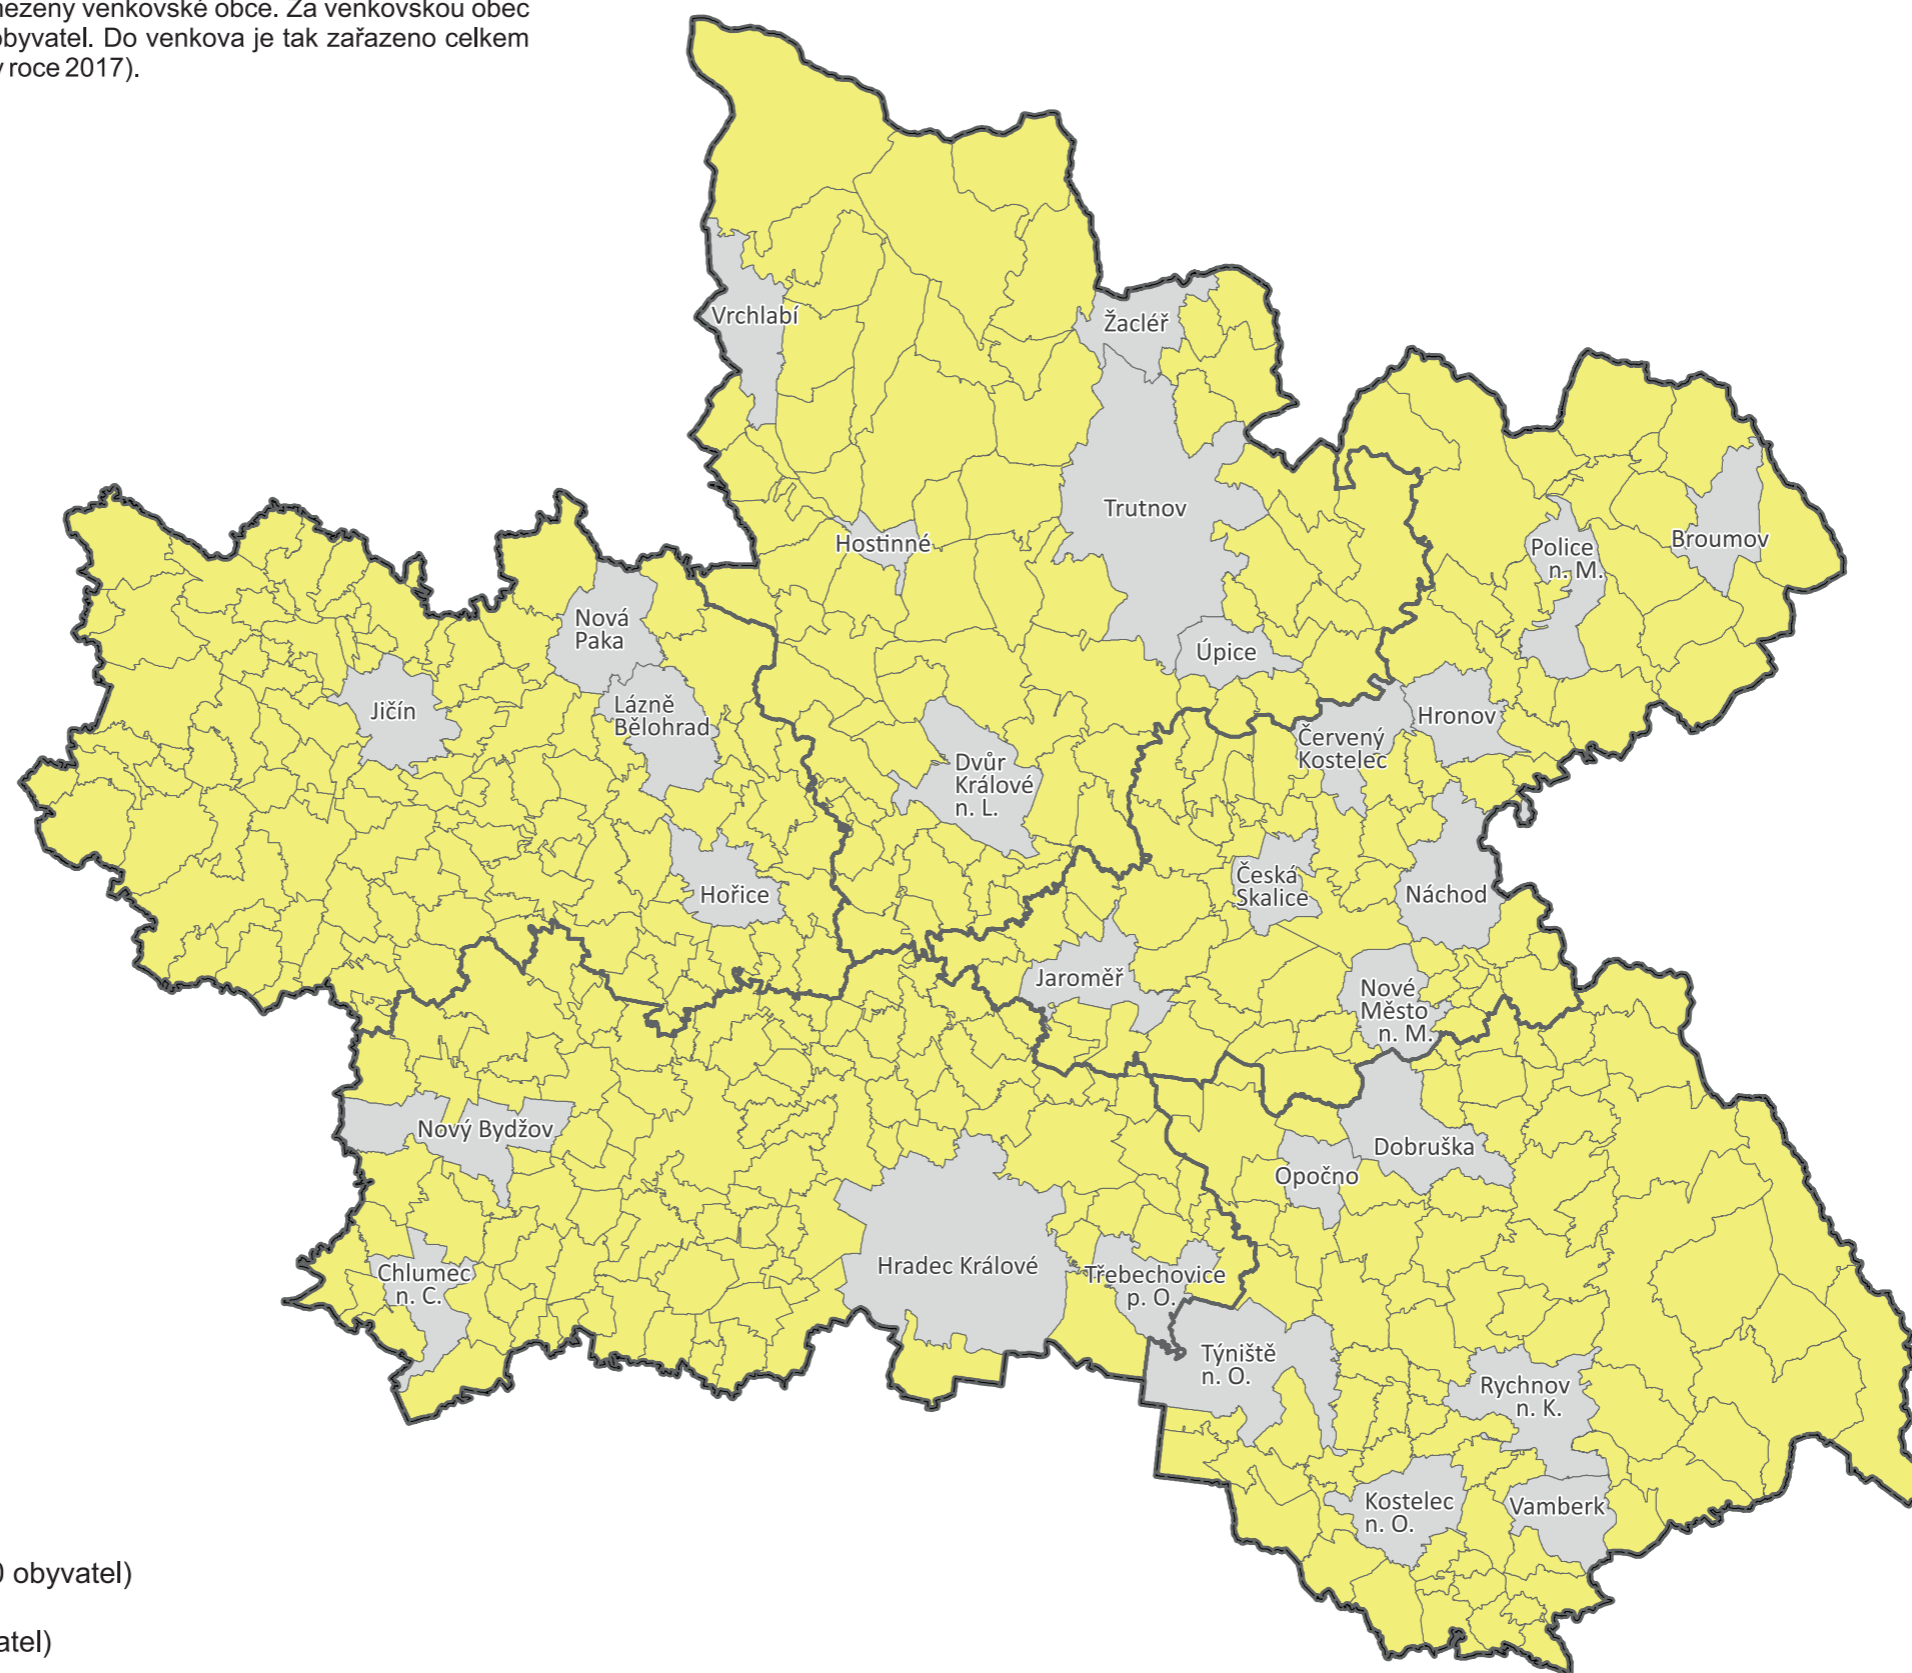 nezeny venkovské obce. Za venkovskou obec
obyvatel. Do venkova je tak zařazeno celkem
v roce 2017).
Vrchlabí
Žacléř
Trutnov
Hostinné
Police
n. M.
Broumov
Nová
Paka
Úpice
Jičín
Lázně
Bělohrad
Hronov
Červený
Kostelec
Dvůr
Králové
n. L.
Česká
Skalice
Náchod
Hořice
Jaroměř
Nové
Město
n. M.
Nový Bydžov
Dobruška
Opočno
Hradec Králové
Chlumec
n. C.
Třebechovice
p. O.
Týniště
n. O.
Rychnov
n. K.
Kostelec
n. O.
Vamberk
0 obyvatel)
atel)